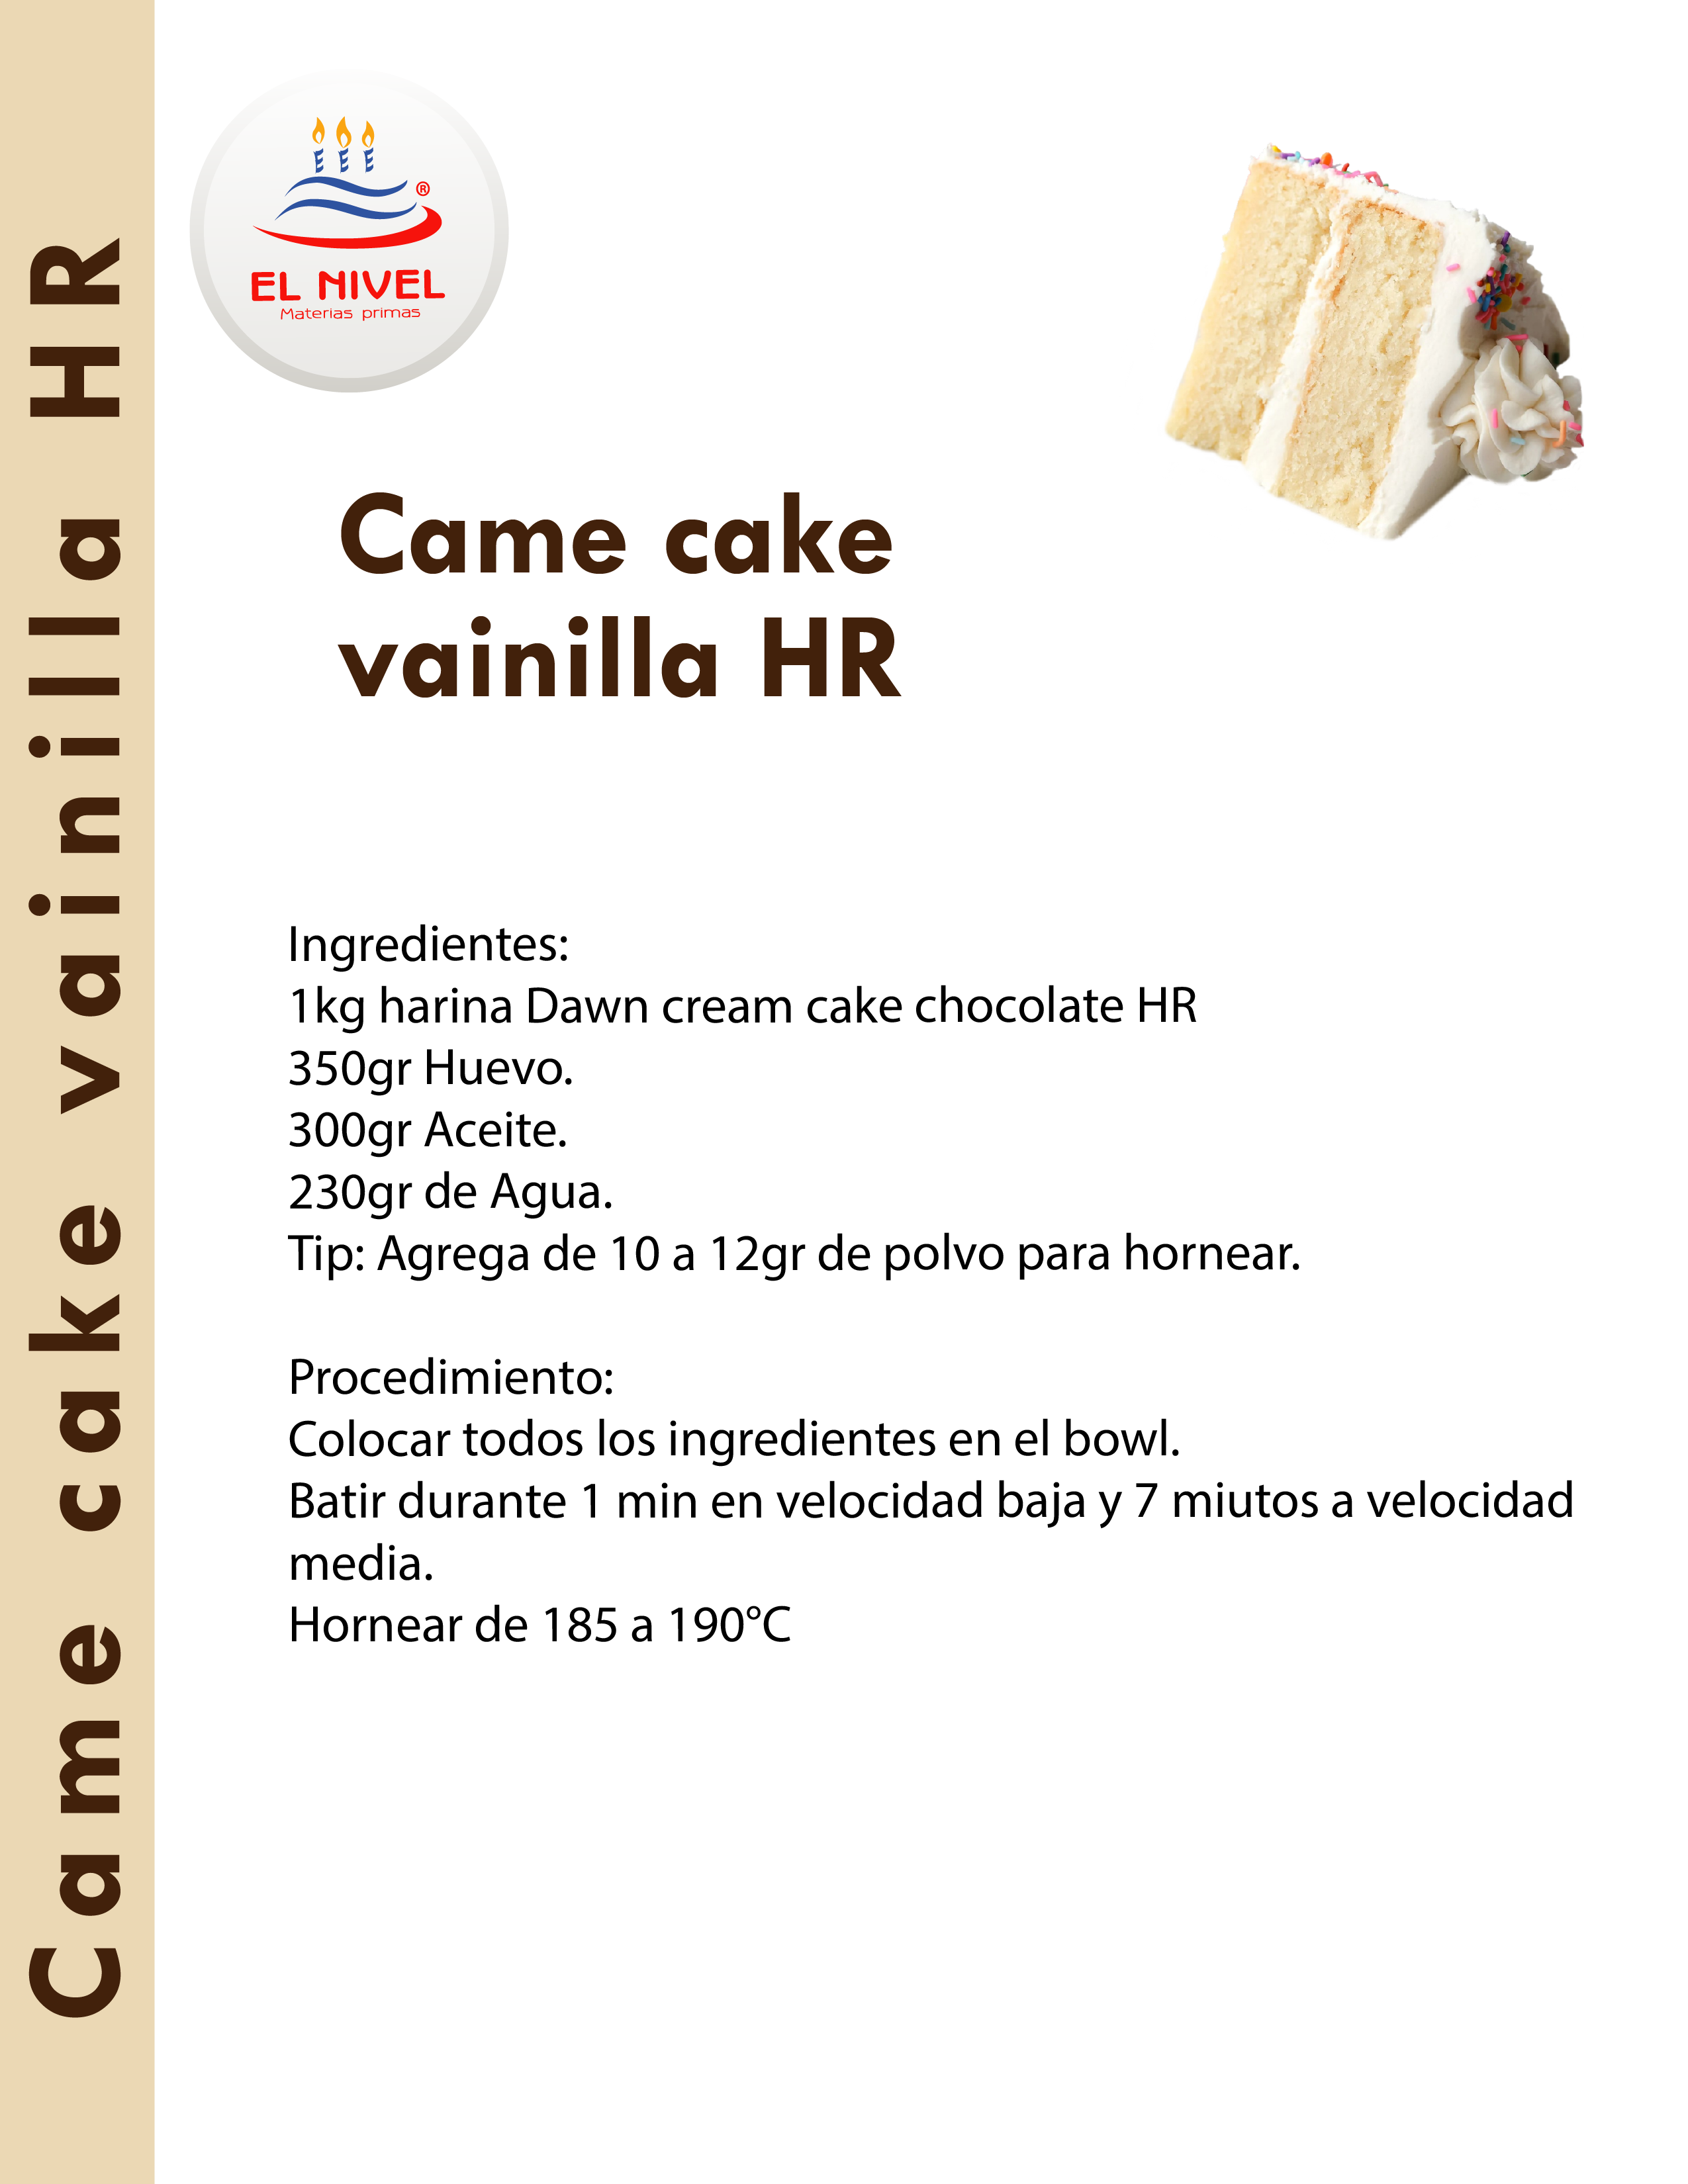 Came cake vainilla HR
®
EL NIVEL
Materias primas
Came cake
vainilla HR
Ingredientes:
1kg harina Dawn cream cake chocolate HR
350gr Huevo.
300gr Aceite.
230gr de Agua.
Tip: Agrega de 10 a 12gr de polvo para hornear.
Procedimiento:
Colocar todos los ingredientes en el bowl.
Batir durante 1 min en velocidad baja y 7 miutos a velocidad
media.
Hornear de 185 a 190°C